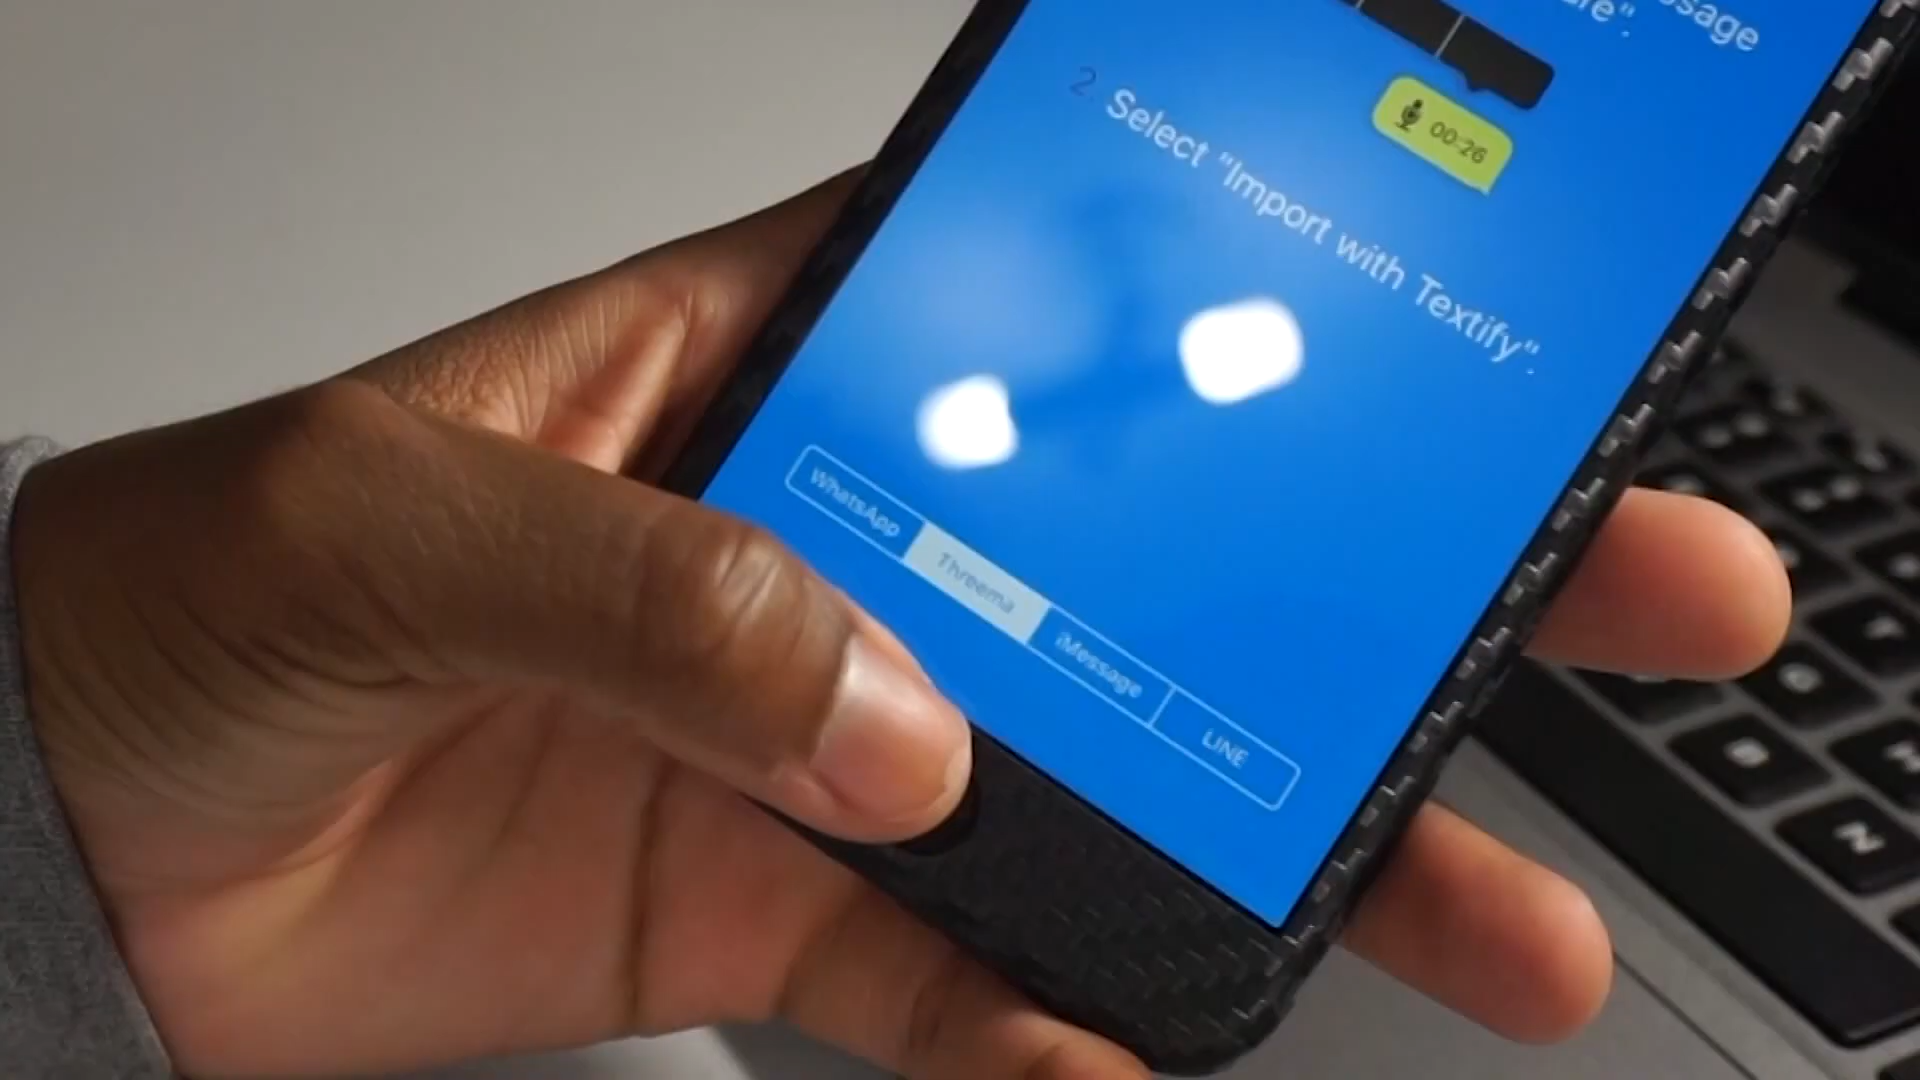 2. Select "Import with Textify".
00:26
WhatsApp
Threema
iMessage
LINE
T
G
B
N